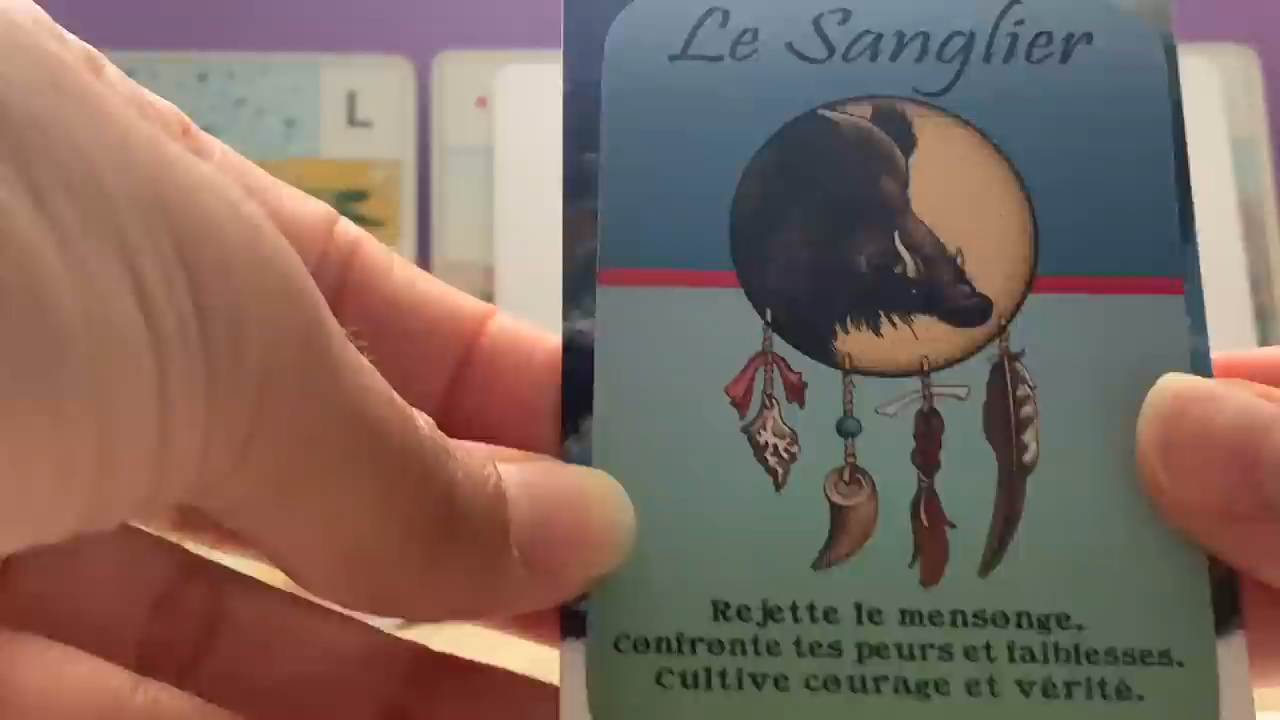 Le Sanglier
L
Rejette le mensonge.
Confronte tes peurs et faiblesses.
Cultive courage et vérité.